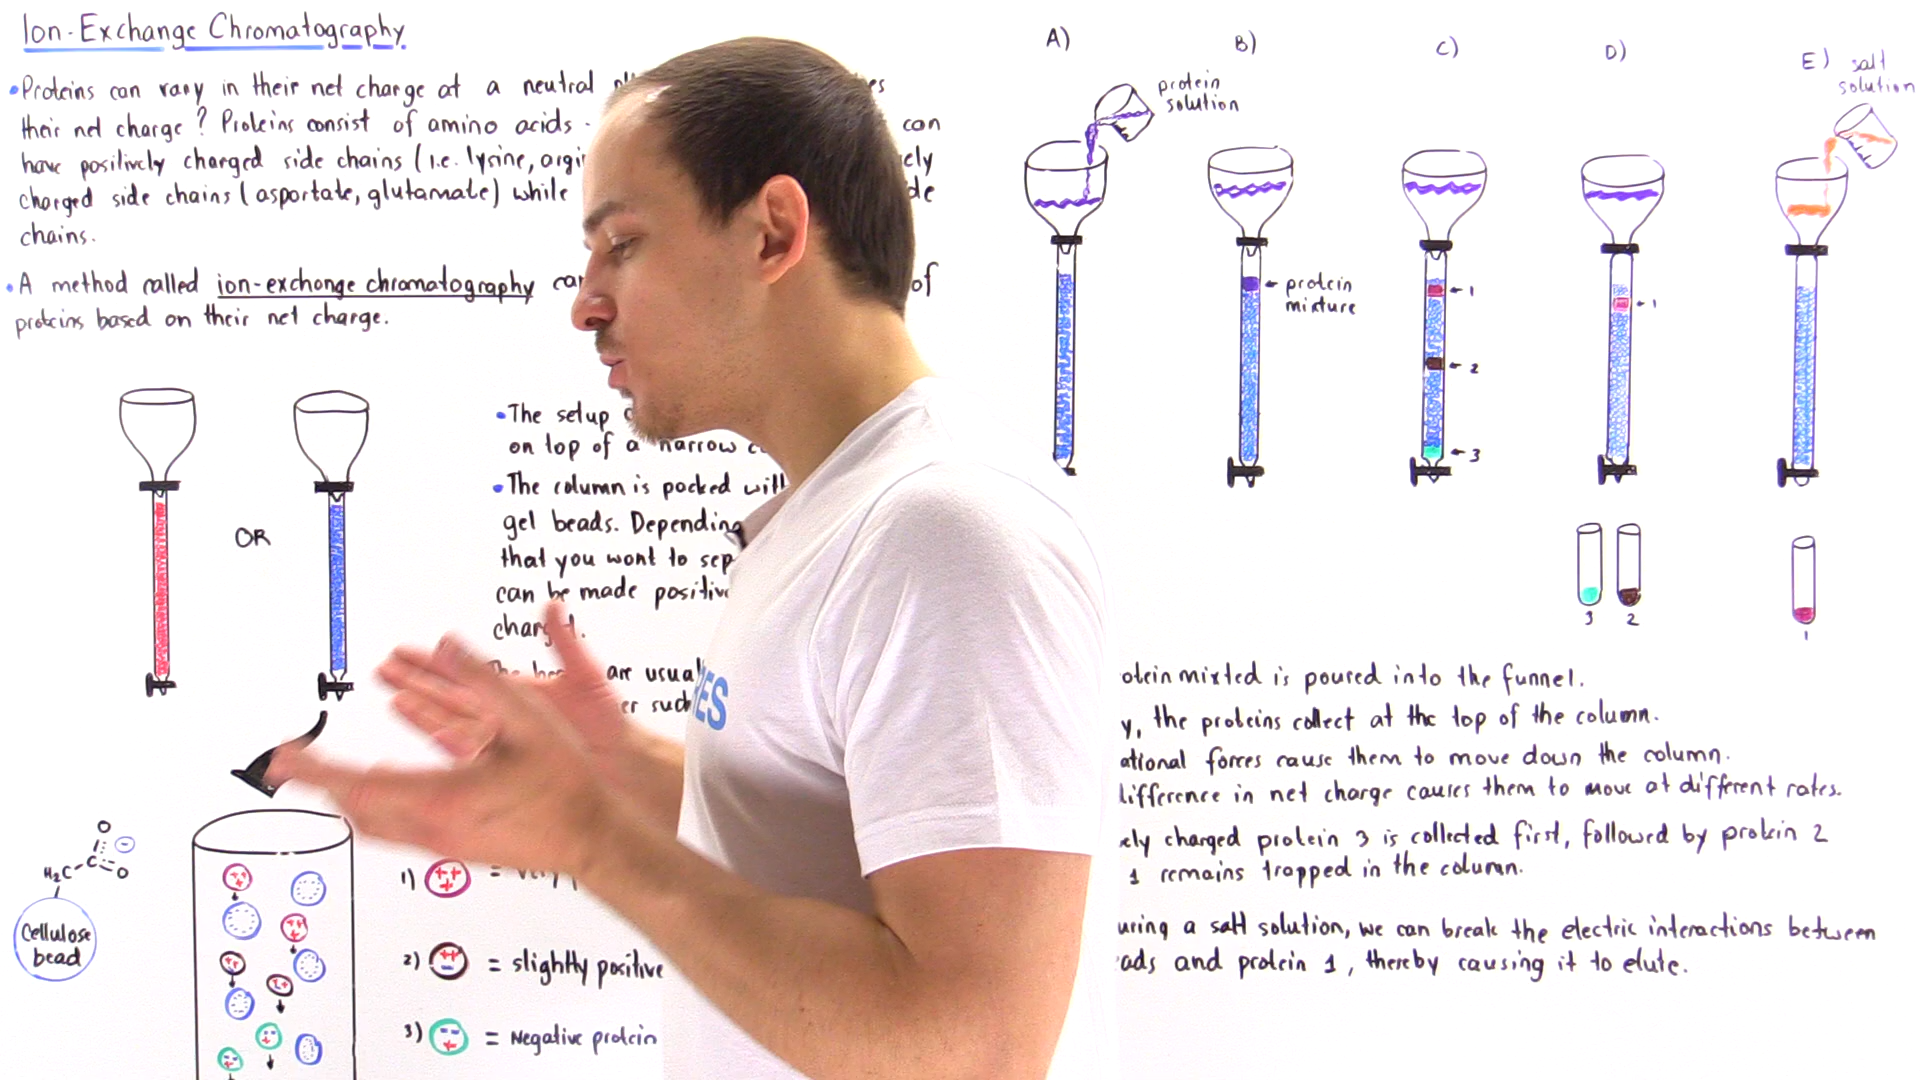 Ion-Exchange Chromatography
•Proteins can vary in their net charge at a neutral
their net charge? Proteins consist of amino acids - can
have positively charged side chains (i.e. lysine,
charged side chains (aspartate, glutamate) while
chains.
•A method called ion-exchange chromatography of
proteins based on their net charge.
OR
•The setup
on top of a narrow
•The column is packed with
gel beads. Depending
that you want to
can be made
are
such
ES
H₂C-C
O
O
-
Cellulose
bead
1) ++
+ =
2) ++
- = slightly positive
3) --
+ = Negative protein
A)
protein
solution
B)
protein
mixture
C)
1
2
3
D)
1
3
2
E) salt
solution
1
mixted is poured into the funnel.
the proteins collect at the top of the column.
forces cause them to move down the column.
difference in net charge causes them to move at different rates.
charged protein 3 is collected first, followed by protein 2
1 remains trapped in the column.
a salt solution, we can break the electric interactions between
and protein 1, thereby causing it to elute.